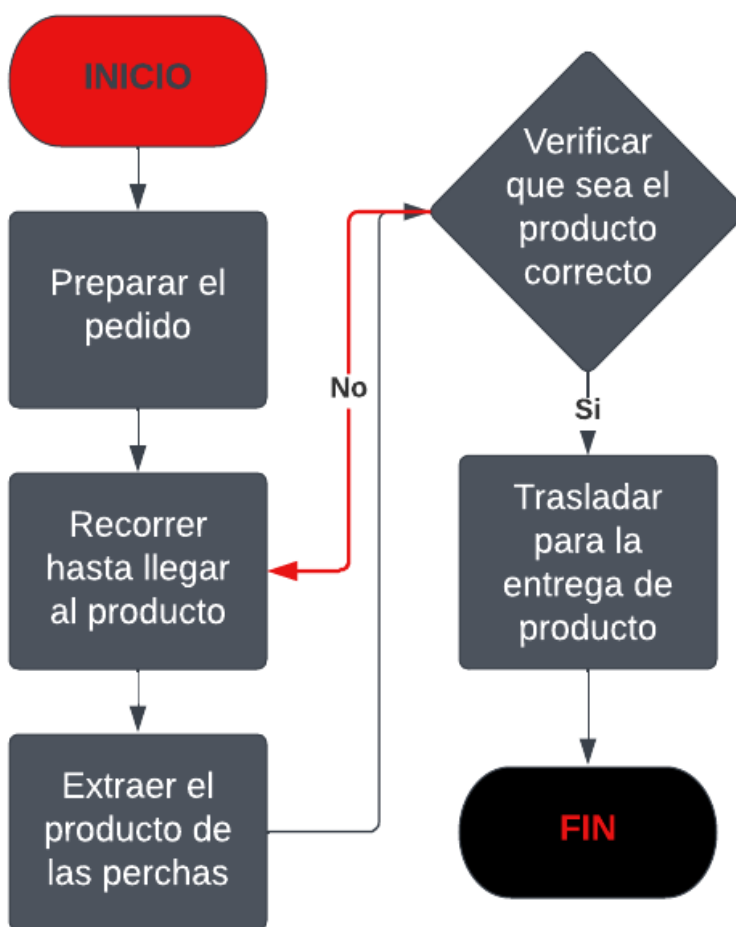 INICIO
Preparar el
pedido
Recorrer
hasta llegar
al producto
Extraer el
producto de
las perchas
No
Verificar
que sea el
producto
correcto
Si
Trasladar
para la
entrega de
producto
FIN